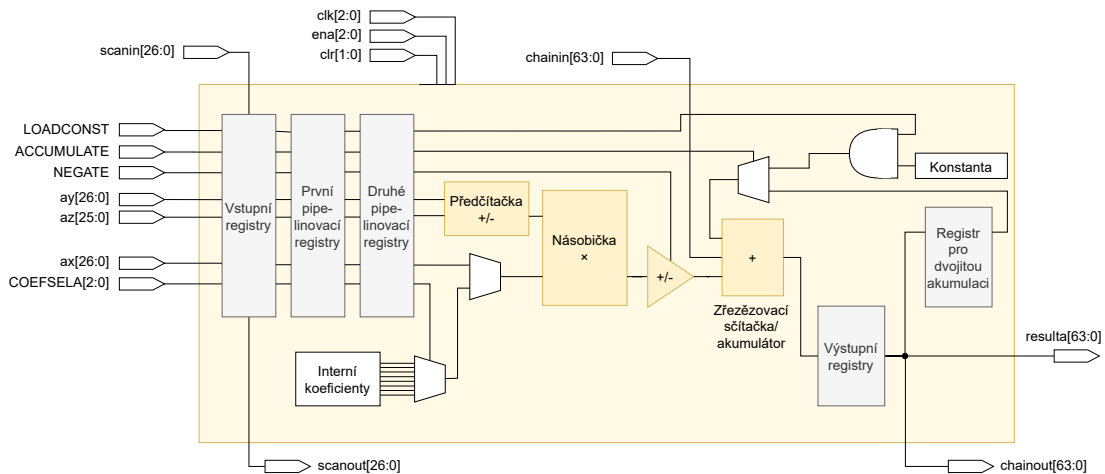 clk[2:0]
ena[2:0]
clr[1:0]
scanin[26:0]
chainin[63:0]
LOADCONST
ACCUMULATE
NEGATE
ay[26:0]
az[25:0]
ax[26:0]
COEFSELA[2:0]
Vstupní
registry
První
pipe-
linovací
registry
Druhé
pipe-
linovací
registry
Předčítačka
+/-
Násobička
×
+/-
+
Zřezězovací
sčítačka/
akumulátor
Konstanta
Registr
pro
dvojitou
akumulaci
Interní
koeficienty
Výstupní
registry
resulta[63:0]
scanout[26:0]
chainout[63:0]